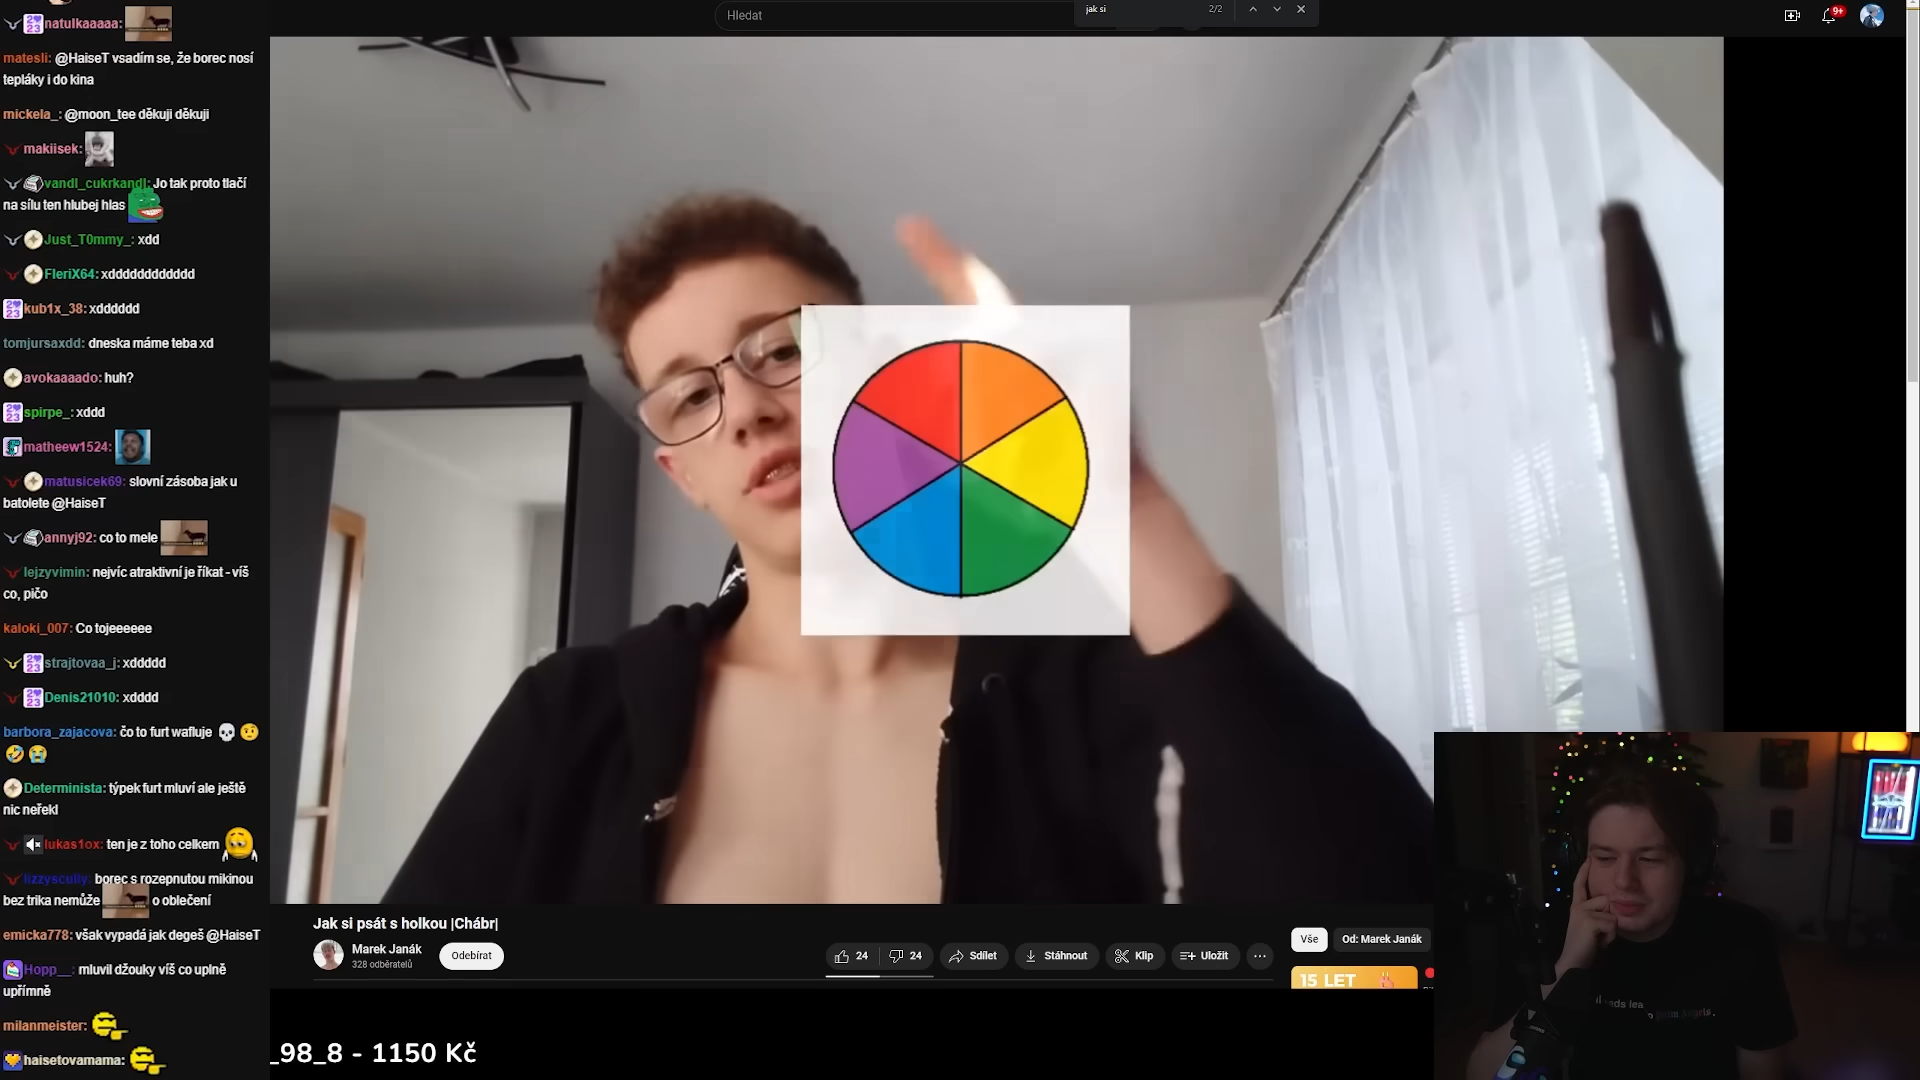 natulkaaaaa:
matesli: @HaiseT vsadím se, že borec nosí
tepláky i do kina
mickela_: @moon_tee děkuji děkuji
makiisek:
vandl_cukrkandl: Jo tak proto tlačí
na sílu ten hlubej hlas
Just_T0mmy_: xdd
FleriX64: xdddddddddddd
kub1x_38: xdddddd
tomjursaxdd: dneska máme teba xd
avokaaaado: huh?
spirpe_: xddd
matheew1524:
matusicek69: slovní zásoba jak u
batolete @HaiseT
annyj92: co to mele
lejzyvimin: nejvíc atraktivní je říkat - víš
co, pičo
kaloki_007: Co tojeeeeee
strajtovaa_j: xddddd
Denis21010: xdddd
barbora_zajacova: čo to furt wafluje
Determinista: týpek furt mluví ale ještě
nic neřekl
lukas1ox: ten je z toho celkem
lizzyscully: borec s rozepnutou mikinou
bez trika nemůže o oblečení
emicka778: však vypadá jak degeš @HaiseT
Hopp__: mluvil džouky víš co uplně
upřímně
milanmeister:
haisetovamama:
Hledat
jak si
2/2
9+
Jak si psát s holkou |Chábr|
Marek Janák
328 odběratelů
Odebírat
24
24
Sdílet
Stáhnout
Klip
Uložit
Vše
Od: Marek Janák
15 LET
_98_8 - 1150 Kč